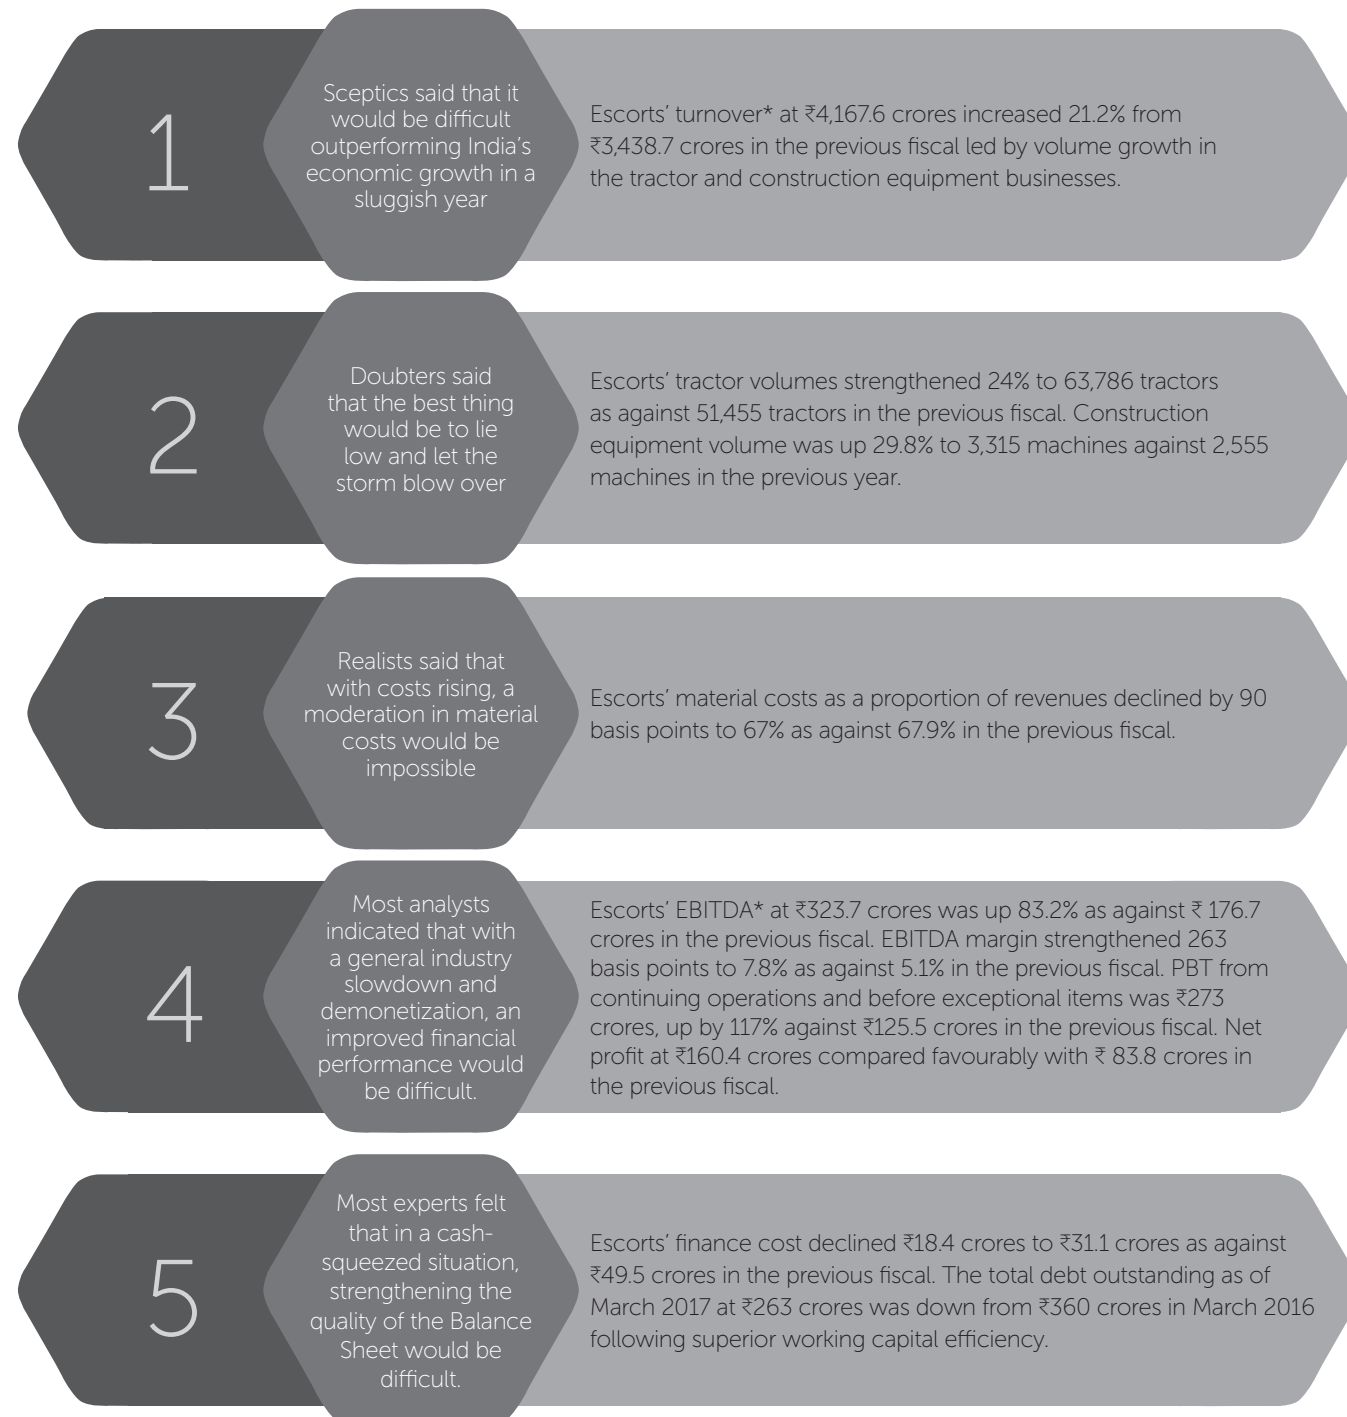 1
Sceptics said that it
would be difficult
outperforming India's
economic growth in a
sluggish year
Escorts' turnover* at ₹4,167.6 crores increased 21.2% from
₹3,438.7 crores in the previous fiscal led by volume growth in
the tractor and construction equipment businesses.
2
Doubters said
that the best thing
would be to lie
low and let the
storm blow over
Escorts' tractor volumes strengthened 24% to 63,786 tractors
as against 51,455 tractors in the previous fiscal. Construction
equipment volume was up 29.8% to 3,315 machines against 2,555
machines in the previous year.
3
Realists said that
with costs rising, a
moderation in material
costs would be
impossible
Escorts' material costs as a proportion of revenues declined by 90
basis points to 67% as against 67.9% in the previous fiscal.
4
Most analysts
indicated that with
a general industry
slowdown and
demonetization, an
improved financial
performance would
be difficult.
Escorts' EBITDA* at ₹323.7 crores was up 83.2% as against ₹ 176.7
crores in the previous fiscal. EBITDA margin strengthened 263
basis points to 7.8% as against 5.1% in the previous fiscal. PBT from
continuing operations and before exceptional items was ₹273
crores, up by 117% against ₹125.5 crores in the previous fiscal. Net
profit at ₹160.4 crores compared favourably with ₹ 83.8 crores in
the previous fiscal.
5
Most experts felt
that in a cash-
squeezed situation,
strengthening the
quality of the Balance
Sheet would be
difficult.
Escorts' finance cost declined ₹18.4 crores to ₹31.1 crores as against
₹49.5 crores in the previous fiscal. The total debt outstanding as of
March 2017 at ₹263 crores was down from ₹360 crores in March 2016
following superior working capital efficiency.